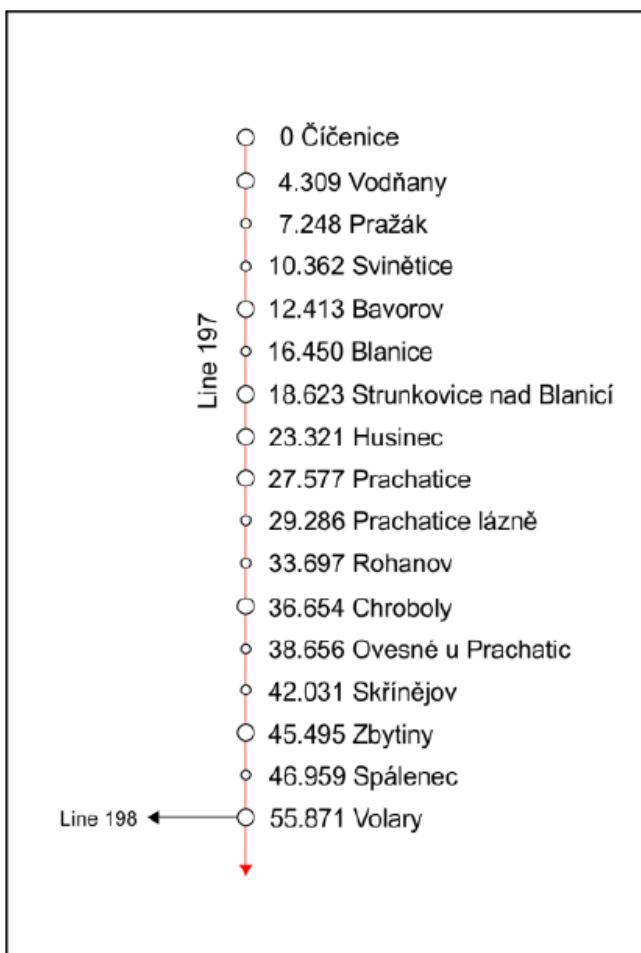 0 Číčenice
4.309 Vodňany
7.248 Pražák
10.362 Svinětice
12.413 Bavorov
16.450 Blanice
18.623 Strunkovice nad Blanicí
23.321 Husinec
27.577 Prachatice
29.286 Prachatice lázně
33.697 Rohanov
36.654 Chroboly
38.656 Ovesné u Prachatic
42.031 Skřínějov
45.495 Zbytiny
46.959 Spálenec
55.871 Volary
Line 197
Line 198